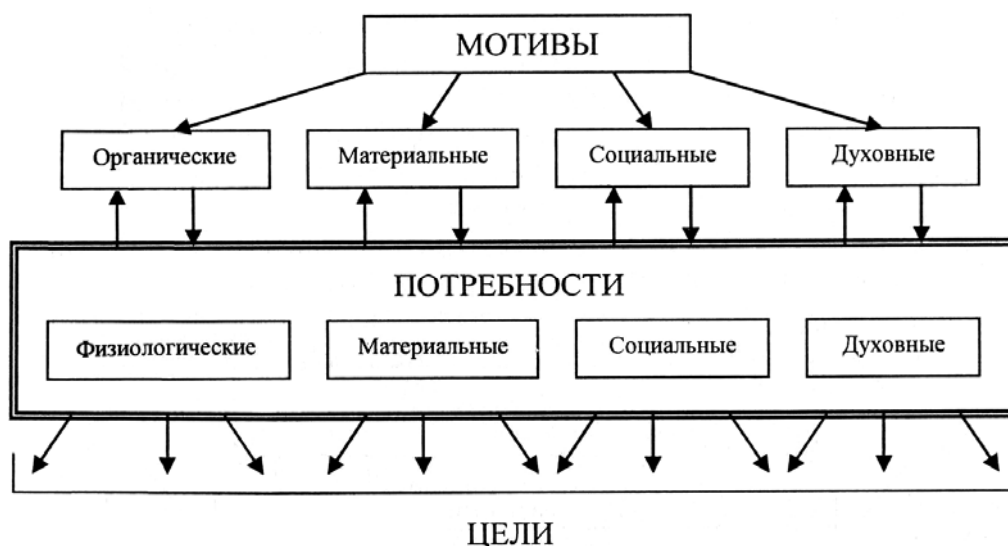 МОТИВЫ
Органические
Материальные
Социальные
Духовные
ПОТРЕБНОСТИ
Физиологические
Материальные
Социальные
Духовные
ЦЕЛИ